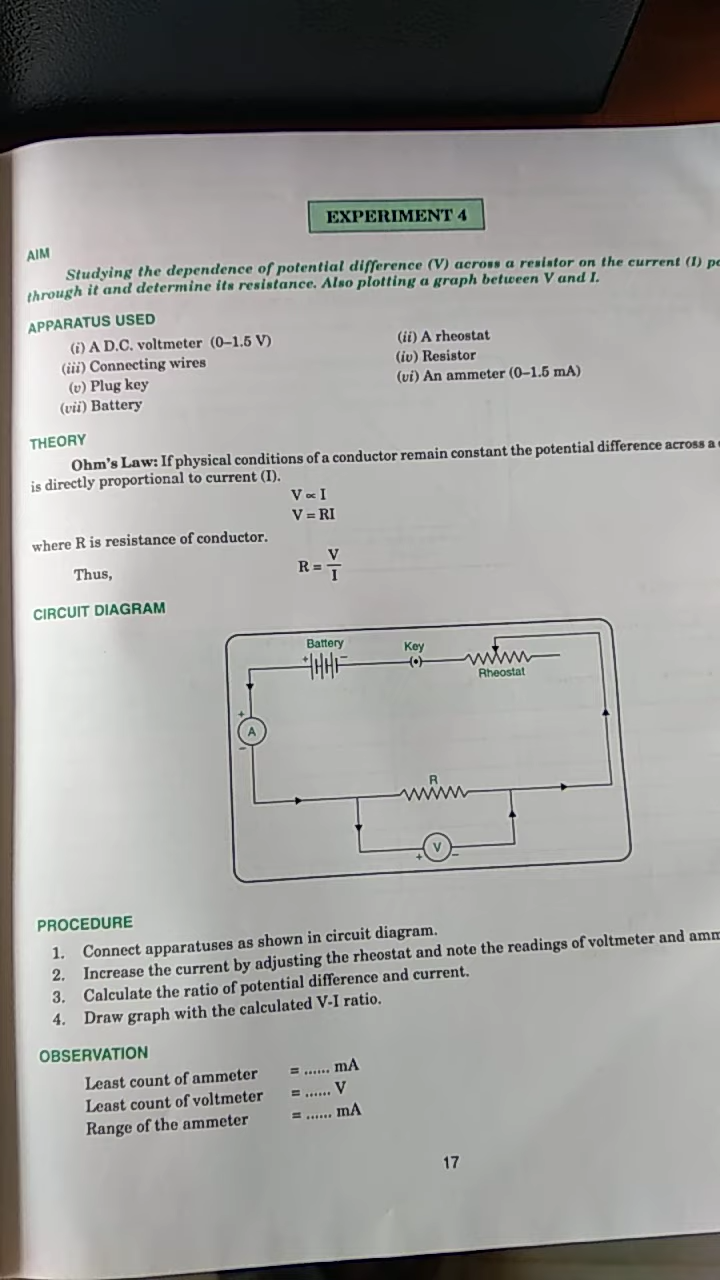 EXPERIMENT 4
AIM
Studying the dependence of potential difference (V) across a resistor on the current (I)
through it and determine its resistance. Also plotting a graph between V and I.
APPARATUS USED
(i) A D.C. voltmeter (0–1.5 V)
(ii) A rheostat
(iii) Connecting wires
(iv) Resistor
(v) Plug key
(vi) An ammeter (0–1.5 mA)
(vii) Battery
THEORY
Ohm's Law: If physical conditions of a conductor remain constant the potential difference across a
is directly proportional to current (I).
V ∝ I
V = RI
where R is resistance of conductor.
Thus, R = V/I
CIRCUIT DIAGRAM
Battery
Key
+ –
Rheostat
+
A
–
R
V
+ –
PROCEDURE
1. Connect apparatuses as shown in circuit diagram.
2. Increase the current by adjusting the rheostat and note the readings of voltmeter and
3. Calculate the ratio of potential difference and current.
4. Draw graph with the calculated V-I ratio.
OBSERVATION
Least count of ammeter = ...... mA
Least count of voltmeter = ...... V
Range of the ammeter = ...... mA
17